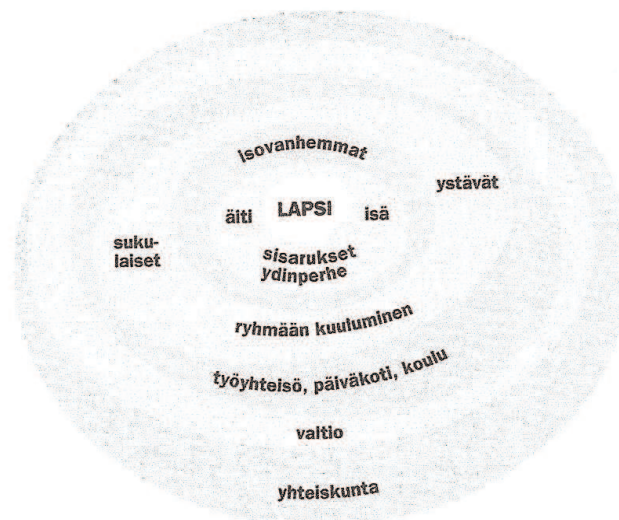 isovanhemmat
ystävät
äiti LAPSI isä
suku-
laiset
sisarukset
ydinperhe
ryhmään kuuluminen
työyhteisö, päiväkoti, koulu
valtio
yhteiskunta